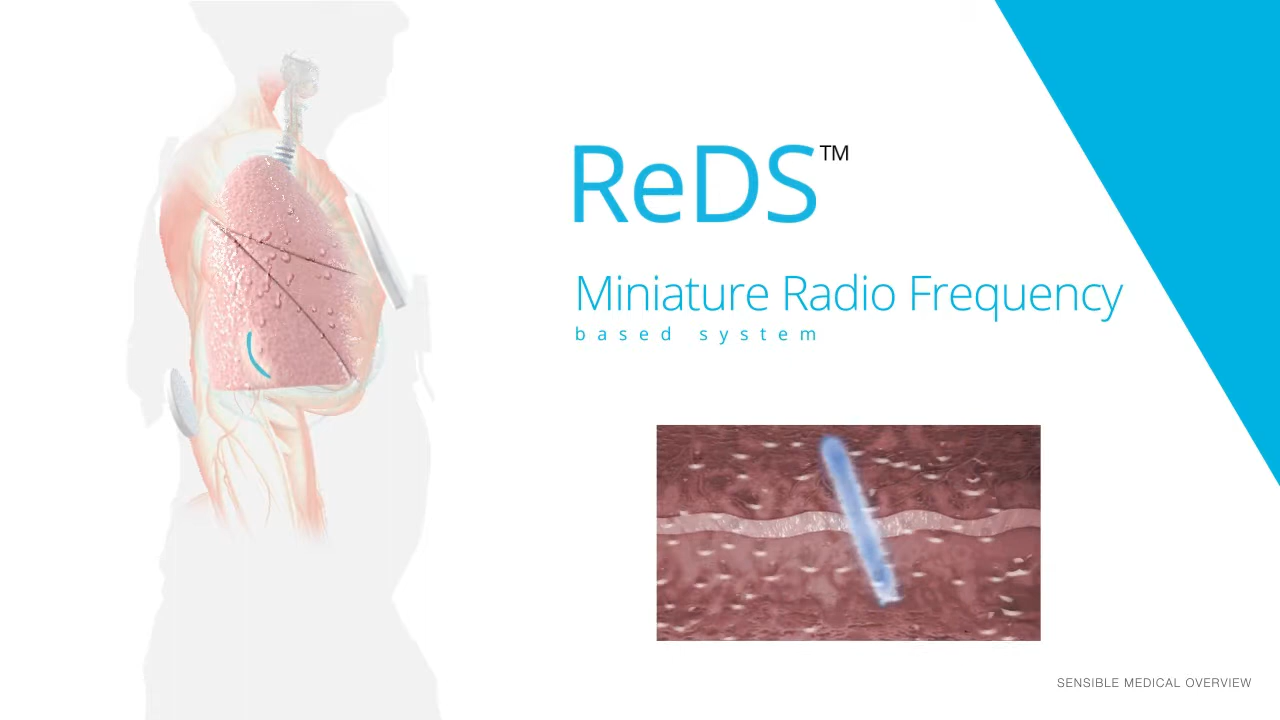 ReDS™
Miniature Radio Frequency
based system
SENSIBLE MEDICAL OVERVIEW